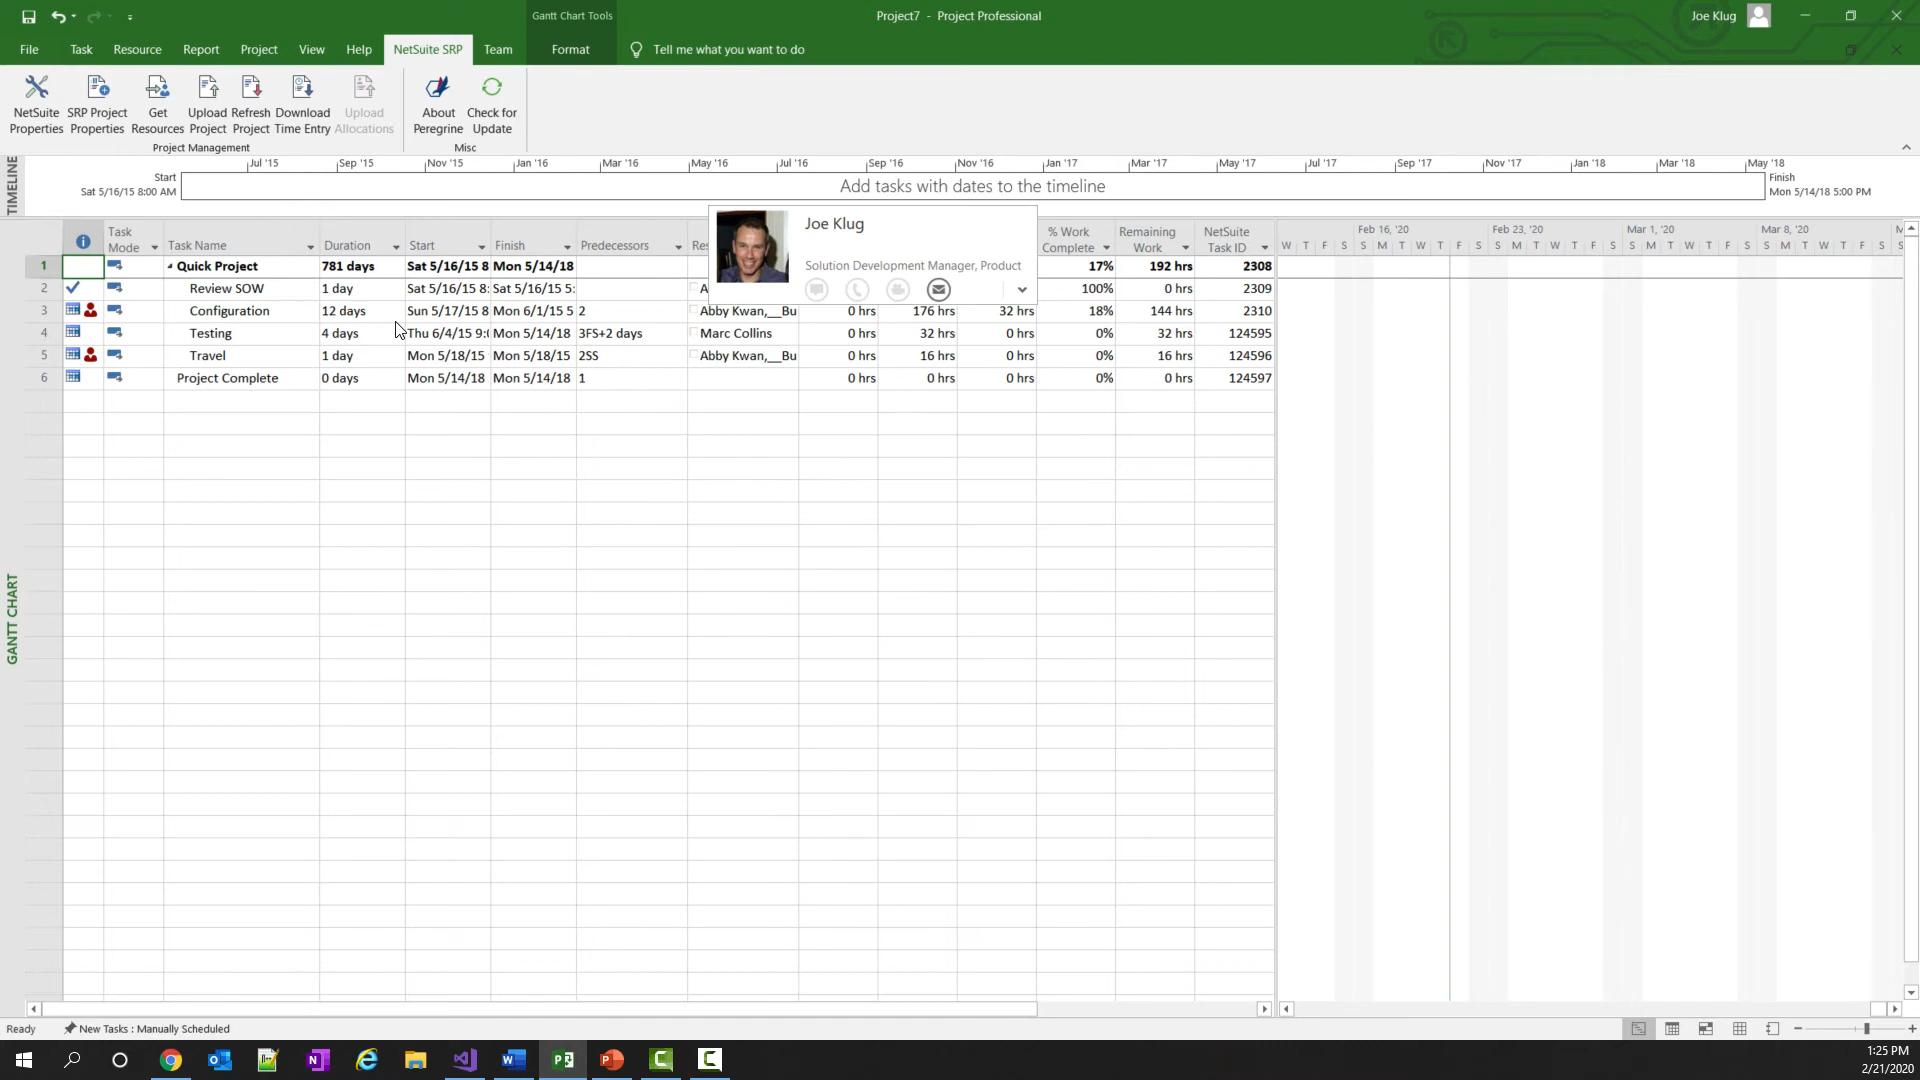 Gantt Chart Tools
Project7 - Project Professional
Joe Klug
File Task Resource Report Project View Help NetSuite SRP Team Format Tell me what you want to do
NetSuite Properties
SRP Project Properties
Get Resources
Upload Project
Refresh Project
Download Time Entry
Upload Allocations
About Peregrine
Check for Update
Project Management
Misc
TIMELINE
Jul '15 Sep '15 Nov '15 Jan '16 Mar '16 May '16 Jul '16 Sep '16 Nov '16 Jan '17 Mar '17 May '17 Jul '17 Sep '17 Nov '17 Jan '18 Mar '18 May '18
Start
Sat 5/16/15 8:00 AM
Add tasks with dates to the timeline
Finish
Mon 5/14/18 5:00 PM
Joe Klug
Solution Development Manager, Product
Task Mode Task Name Duration Start Finish Predecessors Res % Work Complete Remaining Work NetSuite Task ID
Feb 16, '20 Feb 23, '20 Mar 1, '20 Mar 8, '20 M
W T F S S M T W T F S S M T W T F S S M T W T F S S M T W T F S
1 Quick Project 781 days Sat 5/16/15 8 Mon 5/14/18 17% 192 hrs 2308
2 Review SOW 1 day Sat 5/16/15 8: Sat 5/16/15 5: A 100% 0 hrs 2309
3 Configuration 12 days Sun 5/17/15 8 Mon 6/1/15 5 2 Abby Kwan,__Bu 0 hrs 176 hrs 32 hrs 18% 144 hrs 2310
4 Testing 4 days Thu 6/4/15 9:0 Mon 5/14/18 3FS+2 days Marc Collins 0 hrs 32 hrs 0 hrs 0% 32 hrs 124595
5 Travel 1 day Mon 5/18/15 Mon 5/18/15 2SS Abby Kwan,__Bu 0 hrs 16 hrs 0 hrs 0% 16 hrs 124596
6 Project Complete 0 days Mon 5/14/18 Mon 5/14/18 1 0 hrs 0 hrs 0 hrs 0% 0 hrs 124597
GANTT CHART
Ready New Tasks : Manually Scheduled
1:25 PM
2/21/2020